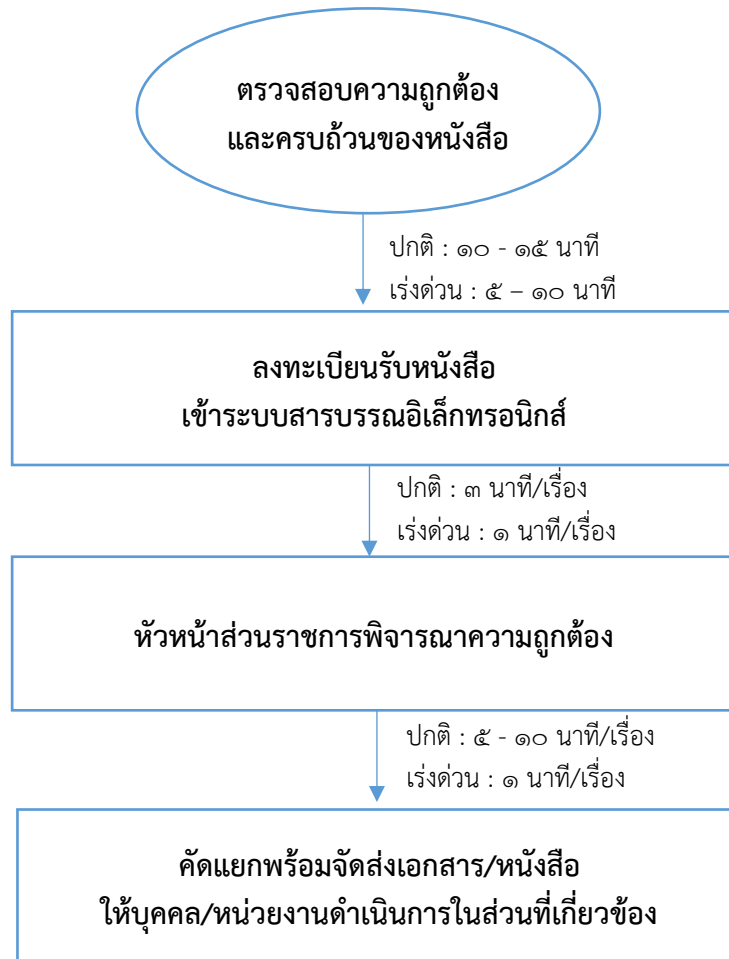 ตรวจสอบความถูกต้อง
และครบถ้วนของหนังสือ
ปกติ : ๑๐ - ๑๕ นาที
เร่งด่วน : ๕ – ๑๐ นาที
ลงทะเบียนรับหนังสือ
เข้าระบบสารบรรณอิเล็กทรอนิกส์
ปกติ : ๓ นาที/เรื่อง
เร่งด่วน : ๑ นาที/เรื่อง
หัวหน้าส่วนราชการพิจารณาความถูกต้อง
ปกติ : ๕ - ๑๐ นาที/เรื่อง
เร่งด่วน : ๑ นาที/เรื่อง
คัดแยกพร้อมจัดส่งเอกสาร/หนังสือ
ให้บุคคล/หน่วยงานดำเนินการในส่วนที่เกี่ยวข้อง